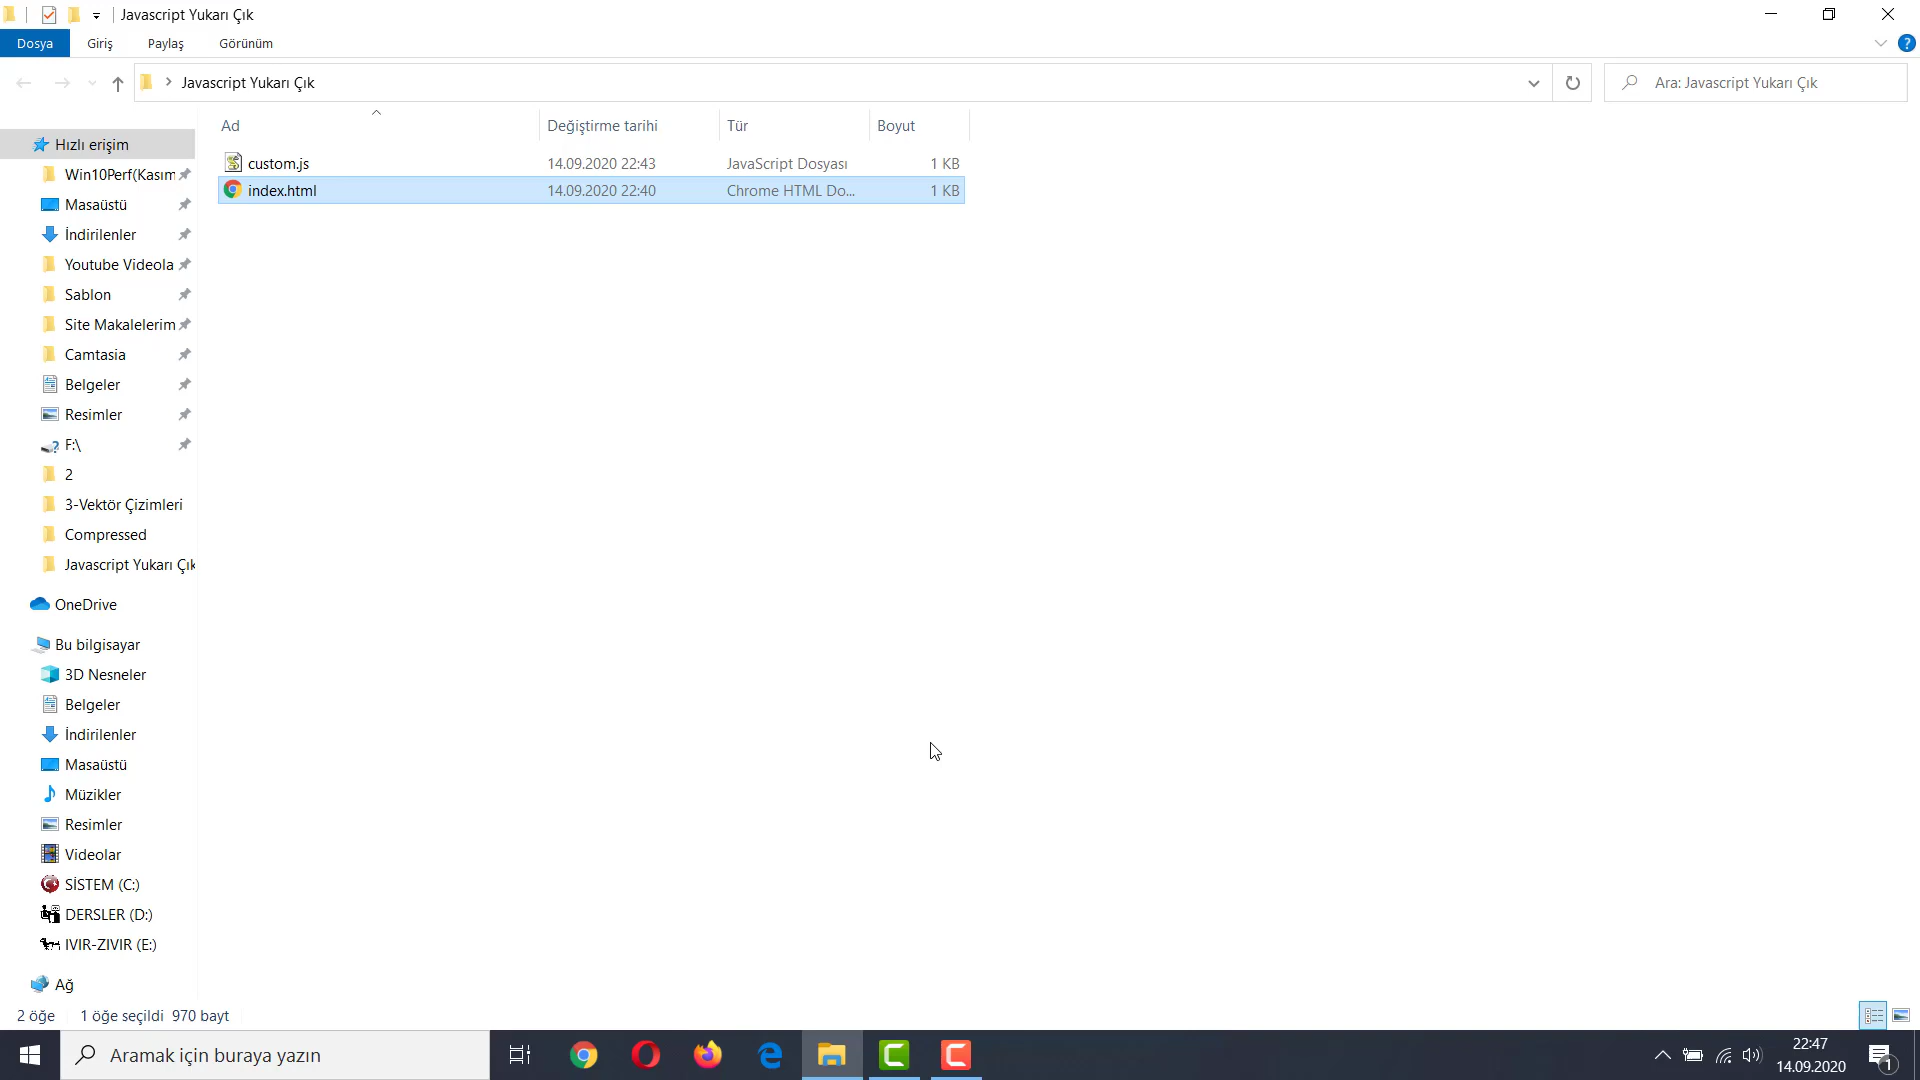 Javascript Yukarı Çık
Dosya Giriş Paylaş Görünüm
Javascript Yukarı Çık
Ara: Javascript Yukarı Çık
Ad Değiştirme tarihi Tür Boyut
custom.js 14.09.2020 22:43 JavaScript Dosyası 1 KB
index.html 14.09.2020 22:40 Chrome HTML Do... 1 KB
Hızlı erişim
Win10Perf(Kasım
Masaüstü
İndirilenler
Youtube Videola
Sablon
Site Makalelerim
Camtasia
Belgeler
Resimler
F:\
2
3-Vektör Çizimleri
Compressed
Javascript Yukarı Çık
OneDrive
Bu bilgisayar
3D Nesneler
Belgeler
İndirilenler
Masaüstü
Müzikler
Resimler
Videolar
SİSTEM (C:)
DERSLER (D:)
IVIR-ZIVIR (E:)
Ağ
2 öğe 1 öğe seçildi 970 bayt
Aramak için buraya yazın
22:47
14.09.2020
1